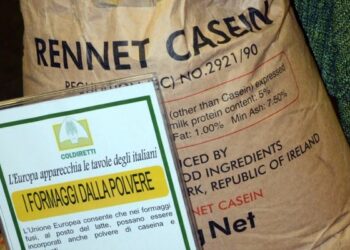 RENNET CASEIN
C) NO.2921/90
(other than Casein) expressed
milk protein content: 5%
Fat: 1.00% Min Ash: 7.50%
CED BY
FOOD INGREDIENTS
RK, REPUBLIC OF IRELAND
T CASEIN
Net
COLDIRETTI
L'Europa apparecchia le tavole degli italiani
I FORMAGGI DALLA POLVERE
L'Unione Europea consente che nei formaggi
fusi, al posto del latte, possano essere
incorporati anche polvere di caseina e